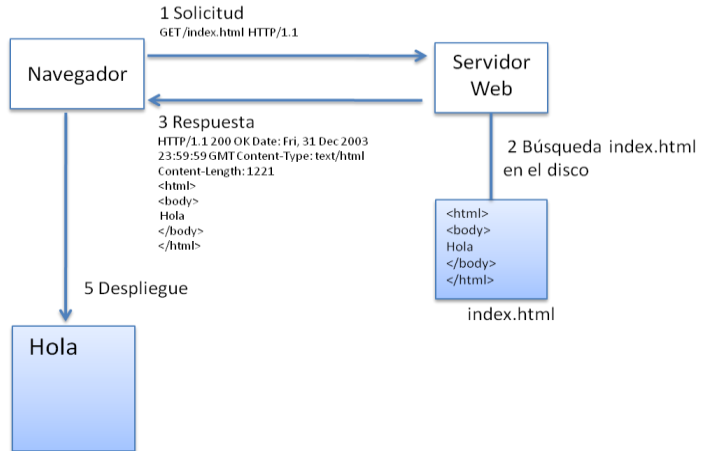 1 Solicitud
GET /index.html HTTP/1.1
Navegador
Servidor
Web
3 Respuesta
HTTP/1.1 200 OK Date: Fri, 31 Dec 2003
23:59:59 GMT Content-Type: text/html
Content-Length: 1221
<html>
<body>
Hola
</body>
</html>
2 Búsqueda index.html
en el disco
<html>
<body>
Hola
</body>
</html>
index.html
5 Despliegue
Hola